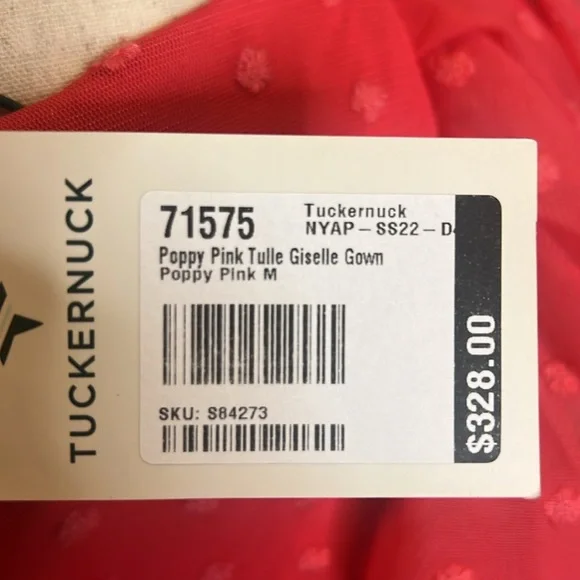 TUCKERNUCK
71575
Tuckernuck
NYAP-SS22-D
Poppy Pink Tulle Giselle Gown
Poppy Pink M
SKU: S84273
$328.00